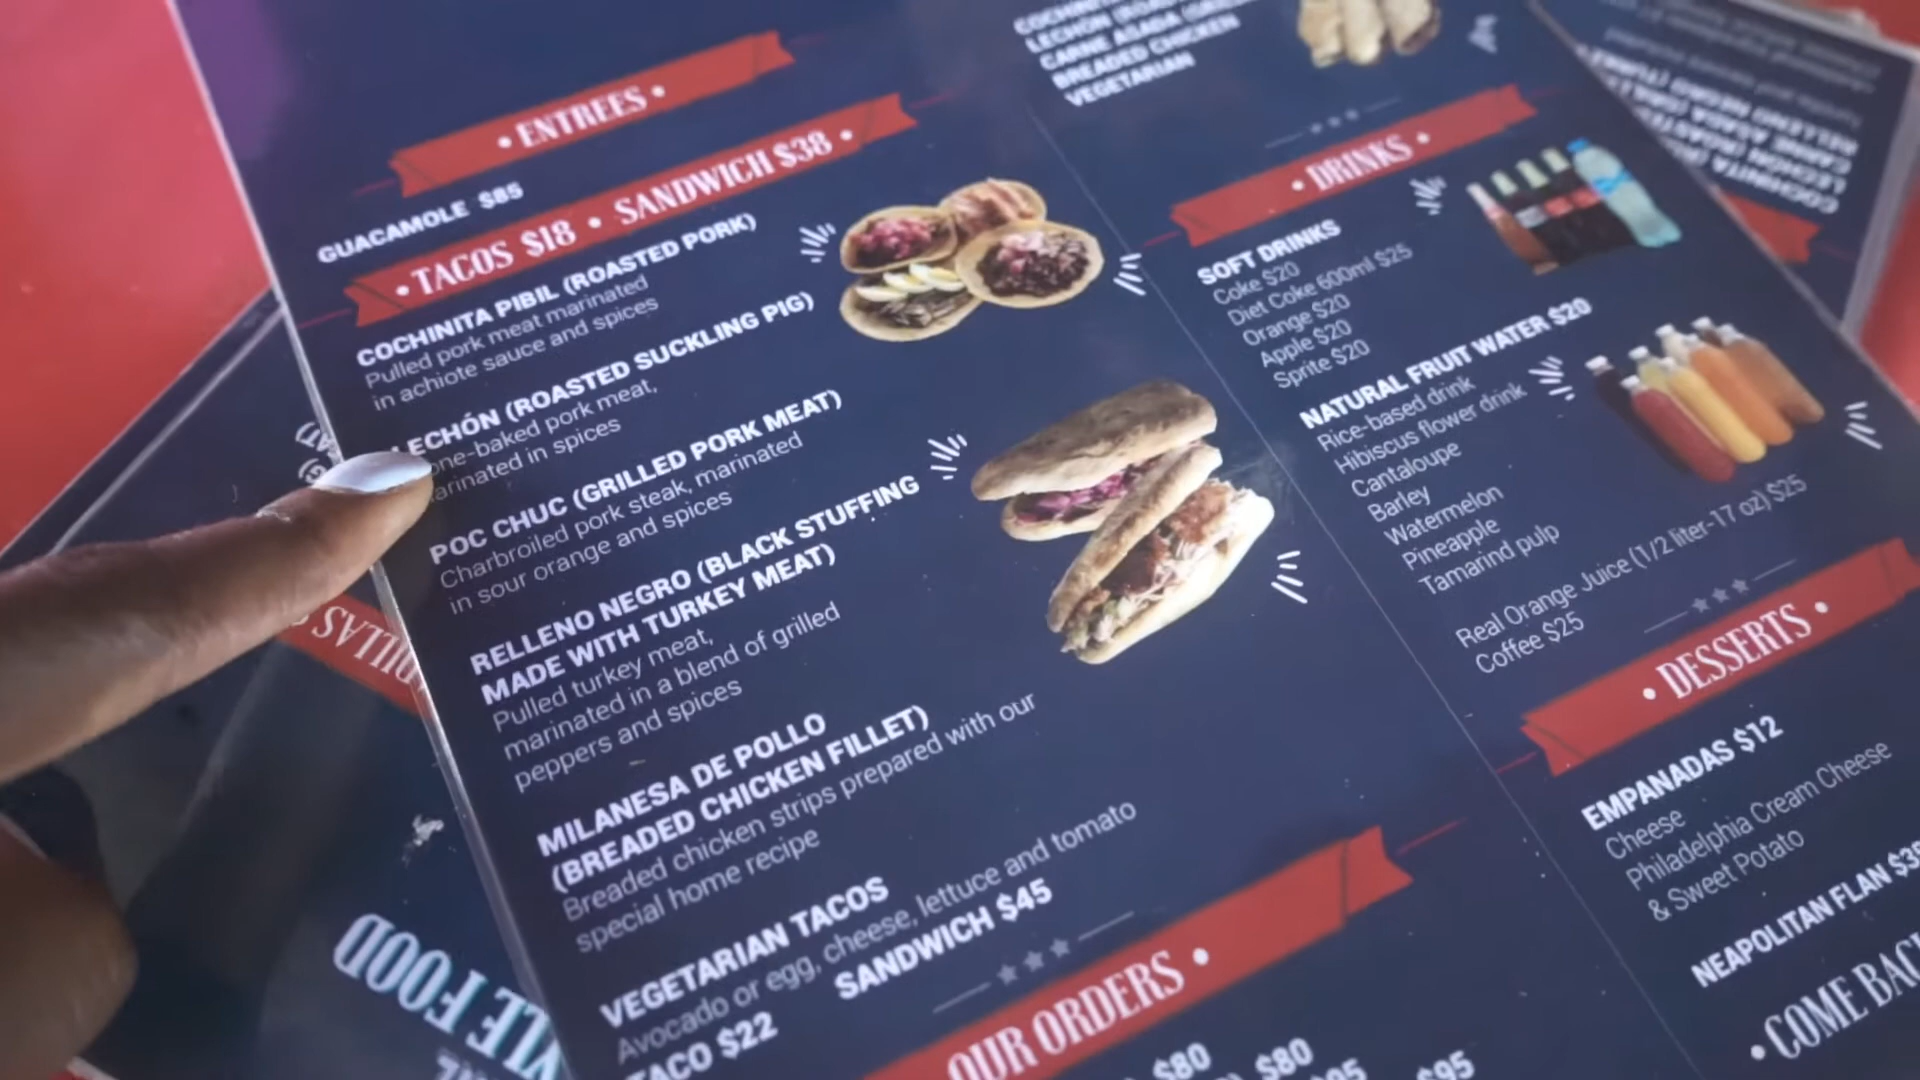 • ENTREES •
GUACAMOLE $85
• TACOS $18 • SANDWICH $38 •
COCHINITA PIBIL (ROASTED PORK)
Pulled pork meat marinated
in achiote sauce and spices
LECHÓN (ROASTED SUCKLING PIG)
one-baked pork meat,
arinated in spices
POC CHUC (GRILLED PORK MEAT)
Charbroiled pork steak, marinated
in sour orange and spices
RELLENO NEGRO (BLACK STUFFING
MADE WITH TURKEY MEAT)
Pulled turkey meat,
marinated in a blend of grilled
peppers and spices
MILANESA DE POLLO
(BREADED CHICKEN FILLET)
Breaded chicken strips prepared with our
special home recipe
VEGETARIAN TACOS
Avocado or egg, cheese, lettuce and tomato
TACO $22 SANDWICH $45
OUR ORDERS •
$80 $80
$95
LECHÓN
CARNE ASADA
BREADED CHICKEN
VEGETARIAN
• DRINKS •
SOFT DRINKS
Coke $20
Diet Coke 600ml $25
Orange $20
Apple $20
Sprite $20
NATURAL FRUIT WATER $20
Rice-based drink
Hibiscus flower drink
Cantaloupe
Barley
Watermelon
Pineapple
Tamarind pulp
Real Orange Juice (1/2 liter-17 oz) $25
Coffee $25
• DESSERTS •
EMPANADAS $12
Cheese
Philadelphia Cream Cheese
& Sweet Potato
NEAPOLITAN FLAN
• COME BAC
FOOD